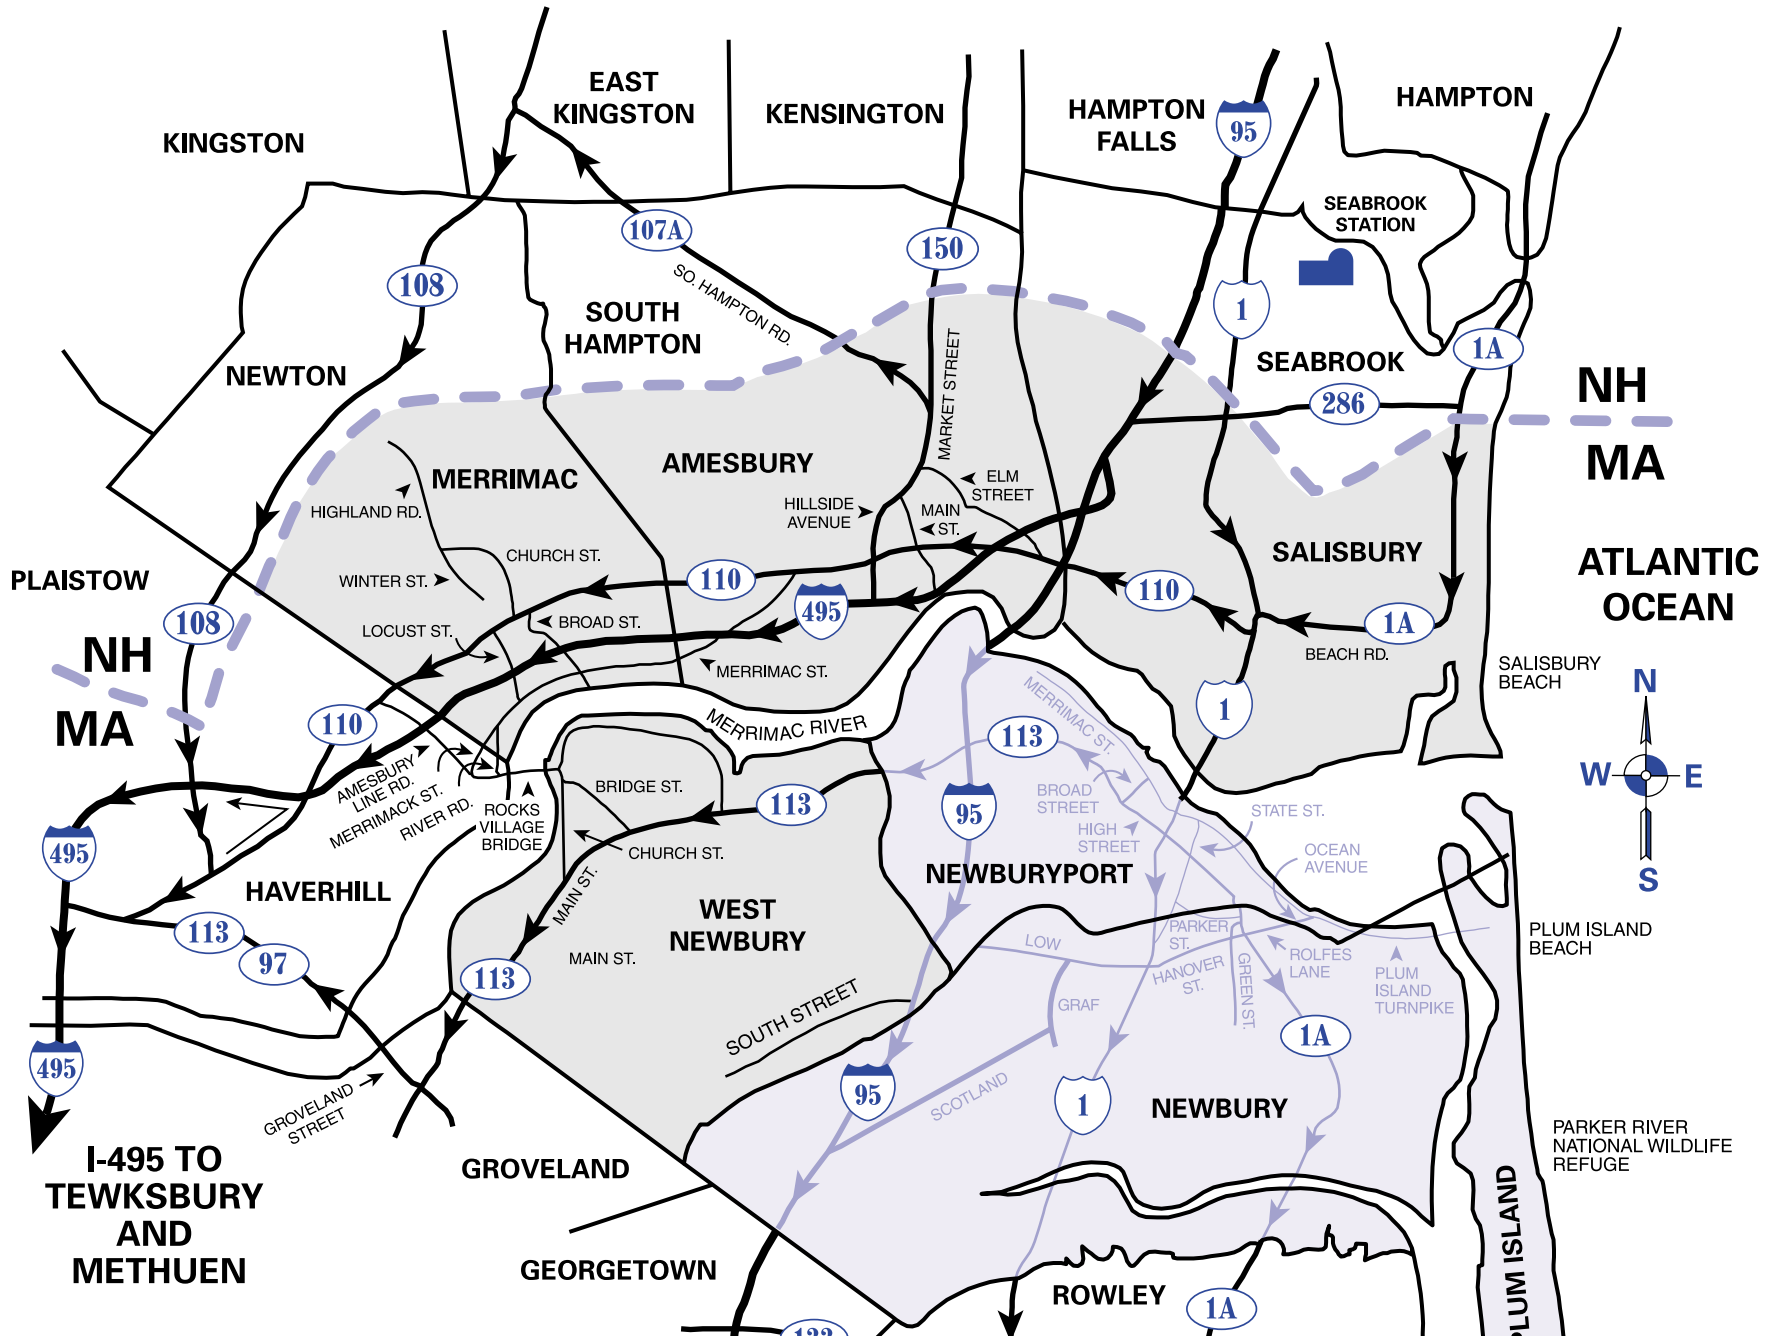 EAST
KINGSTON
KENSINGTON
HAMPTON
FALLS
95
HAMPTON
KINGSTON
SEABROOK
STATION
107A
150
108
SO. HAMPTON RD.
1
SOUTH
HAMPTON
NEWTON
MARKET STREET
1A
SEABROOK
286
NH
MA
AMESBURY
MERRIMAC
HIGHLAND RD.
HILLSIDE
AVENUE
ELM
STREET
MAIN
ST.
SALISBURY
ATLANTIC
OCEAN
PLAISTOW
CHURCH ST.
WINTER ST.
110
110
495
108
LOCUST ST.
BROAD ST.
1A
BEACH RD.
NH
MA
MERRIMAC ST.
SALISBURY
BEACH
N
W
E
S
110
MERRIMAC RIVER
MERRIMAC ST.
1
113
AMESBURY
LINE RD.
MERRIMACK ST.
RIVER RD.
ROCKS
VILLAGE
BRIDGE
BRIDGE ST.
113
95
BROAD
STREET
HIGH
STREET
STATE ST.
OCEAN
AVENUE
495
CHURCH ST.
NEWBURYPORT
HAVERHILL
MAIN ST.
WEST
NEWBURY
MAIN ST.
113
97
113
LOW
PARKER
ST.
HANOVER
ST.
GREEN ST.
ROLFES
LANE
PLUM
ISLAND
TURNPIKE
PLUM ISLAND
BEACH
GRAF
SOUTH STREET
1A
495
95
SCOTLAND
1
NEWBURY
GROVELAND
STREET
I-495 TO
TEWKSBURY
AND
METHUEN
GROVELAND
PARKER RIVER
NATIONAL WILDLIFE
REFUGE
PLUM ISLAND
GEORGETOWN
ROWLEY
1A
133